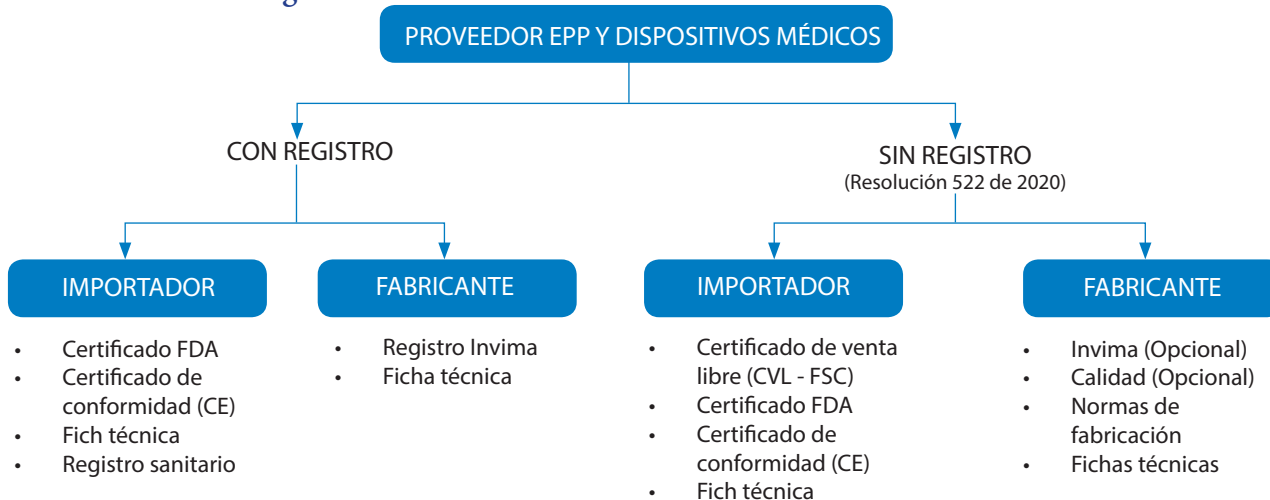 PROVEEDOR EPP Y DISPOSITIVOS MÉDICOS
CON REGISTRO
SIN REGISTRO
(Resolución 522 de 2020)
IMPORTADOR
• Certificado FDA
• Certificado de
conformidad (CE)
• Fich técnica
• Registro sanitario
FABRICANTE
• Registro Invima
• Ficha técnica
IMPORTADOR
• Certificado de venta
libre (CVL - FSC)
• Certificado FDA
• Certificado de
conformidad (CE)
• Fich técnica
FABRICANTE
• Invima (Opcional)
• Calidad (Opcional)
• Normas de
fabricación
• Fichas técnicas